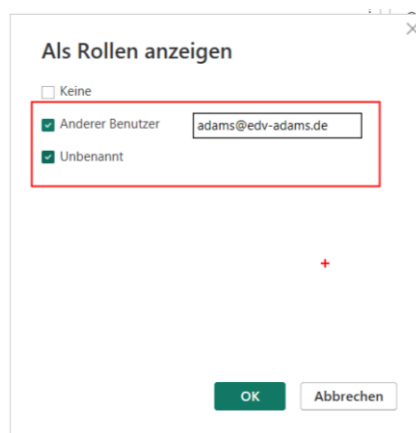 Als Rollen anzeigen
Keine
Anderer Benutzer adams@edv-adams.de
Unbenannt
OK Abbrechen